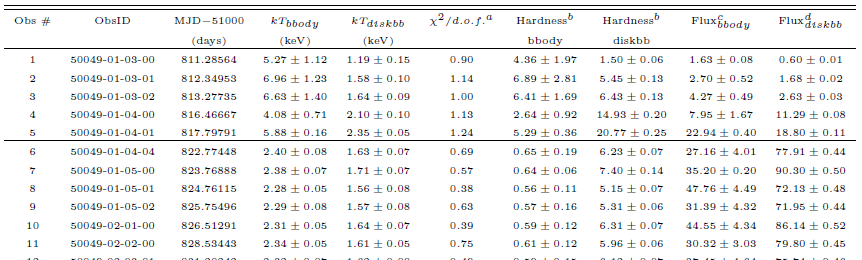 Obs # ObsID MJD−51000 kT_bbody kT_diskbb χ²/d.o.f.^a Hardness^b Hardness^b Flux^c_bbody Flux^d_diskbb
(days) (keV) (keV) bbody diskbb
1 50049-01-03-00 811.28564 5.27 ± 1.12 1.19 ± 0.15 0.90 4.36 ± 1.97 1.50 ± 0.06 1.63 ± 0.08 0.60 ± 0.01
2 50049-01-03-01 812.34953 6.96 ± 1.23 1.58 ± 0.10 1.14 6.89 ± 2.81 5.45 ± 0.13 2.70 ± 0.52 1.68 ± 0.02
3 50049-01-03-02 813.27735 6.63 ± 1.40 1.64 ± 0.09 1.00 6.41 ± 1.69 6.43 ± 0.13 4.27 ± 0.49 2.63 ± 0.03
4 50049-01-04-00 816.46667 4.08 ± 0.71 2.10 ± 0.10 1.13 2.64 ± 0.92 14.93 ± 0.20 7.95 ± 1.67 11.29 ± 0.08
5 50049-01-04-01 817.79791 5.88 ± 0.16 2.35 ± 0.05 1.24 5.29 ± 0.36 20.77 ± 0.25 22.94 ± 0.40 18.80 ± 0.11
6 50049-01-04-04 822.77448 2.40 ± 0.08 1.63 ± 0.07 0.69 0.65 ± 0.19 6.23 ± 0.07 27.16 ± 4.01 77.91 ± 0.44
7 50049-01-05-00 823.76888 2.38 ± 0.07 1.71 ± 0.07 0.57 0.64 ± 0.06 7.40 ± 0.14 35.20 ± 0.20 90.30 ± 0.50
8 50049-01-05-01 824.76115 2.28 ± 0.05 1.56 ± 0.08 0.38 0.56 ± 0.11 5.15 ± 0.07 47.76 ± 4.49 72.13 ± 0.48
9 50049-01-05-02 825.75496 2.29 ± 0.08 1.57 ± 0.08 0.63 0.57 ± 0.16 5.31 ± 0.06 31.39 ± 4.32 71.95 ± 0.44
10 50049-02-01-00 826.51291 2.31 ± 0.05 1.64 ± 0.07 0.39 0.59 ± 0.12 6.31 ± 0.07 44.55 ± 4.34 86.14 ± 0.52
11 50049-02-02-00 828.53443 2.34 ± 0.05 1.61 ± 0.05 0.75 0.61 ± 0.12 5.96 ± 0.06 30.32 ± 3.03 79.80 ± 0.45